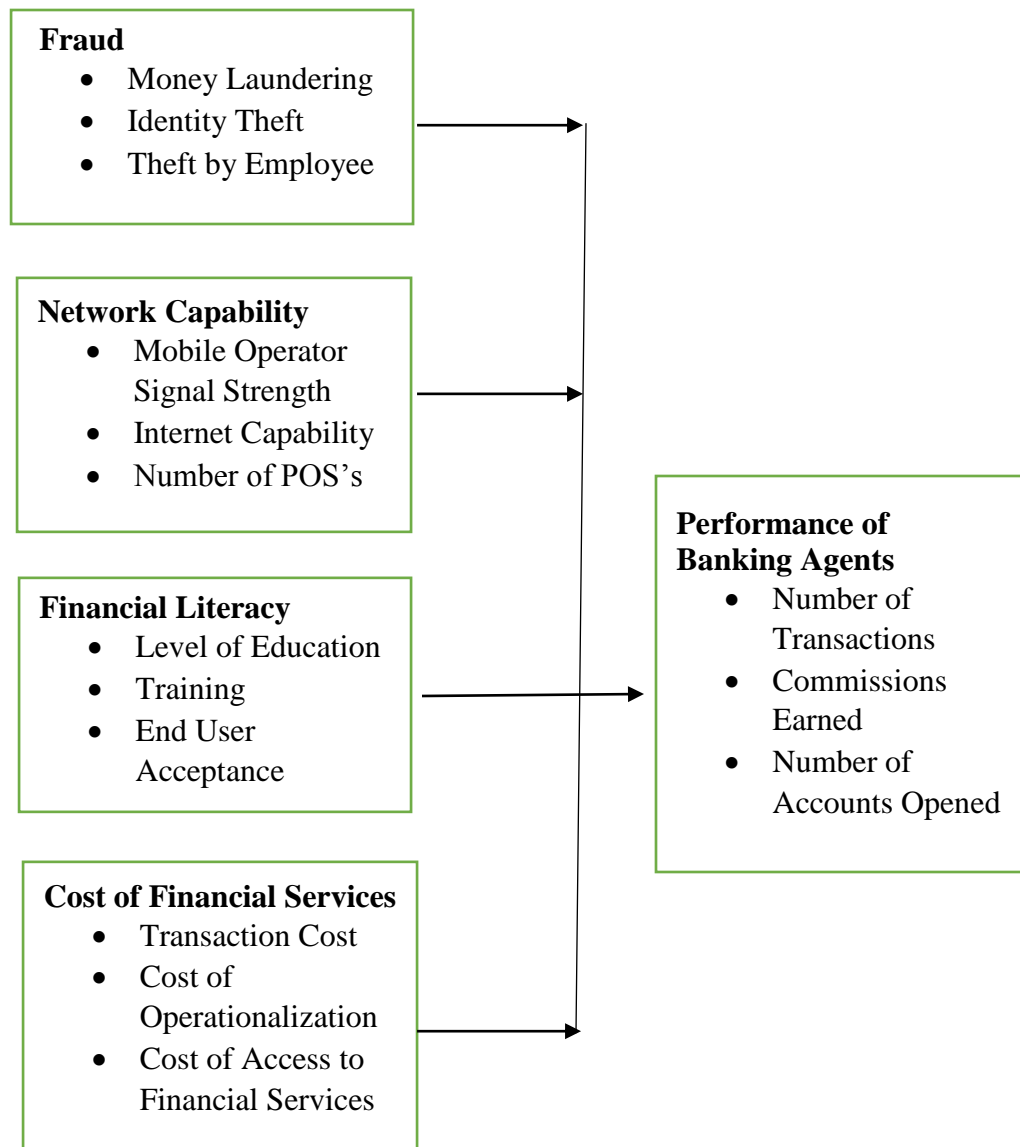 Fraud
• Money Laundering
• Identity Theft
• Theft by Employee
Network Capability
• Mobile Operator
Signal Strength
• Internet Capability
• Number of POS’s
Financial Literacy
• Level of Education
• Training
• End User
Acceptance
Cost of Financial Services
• Transaction Cost
• Cost of
Operationalization
• Cost of Access to
Financial Services
Performance of
Banking Agents
• Number of
Transactions
• Commissions
Earned
• Number of
Accounts Opened